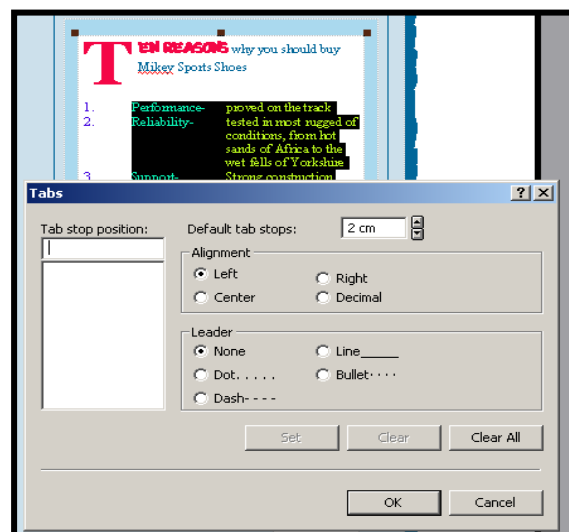 TEN REASONS why you should buy
Mikey Sports Shoes
1. Performance- proved on the track
2. Reliability- tested in most rugged of
conditions, from hot
sands of Africa to the
wet fells of Yorkshire
3. Support- Strong construction
Tabs
Tab stop position: Default tab stops: 2 cm
Alignment
Left Right
Center Decimal
Leader
None Line_____
Dot. . . . . Bullet· · · ·
Dash- - - -
Set Clear Clear All
OK Cancel